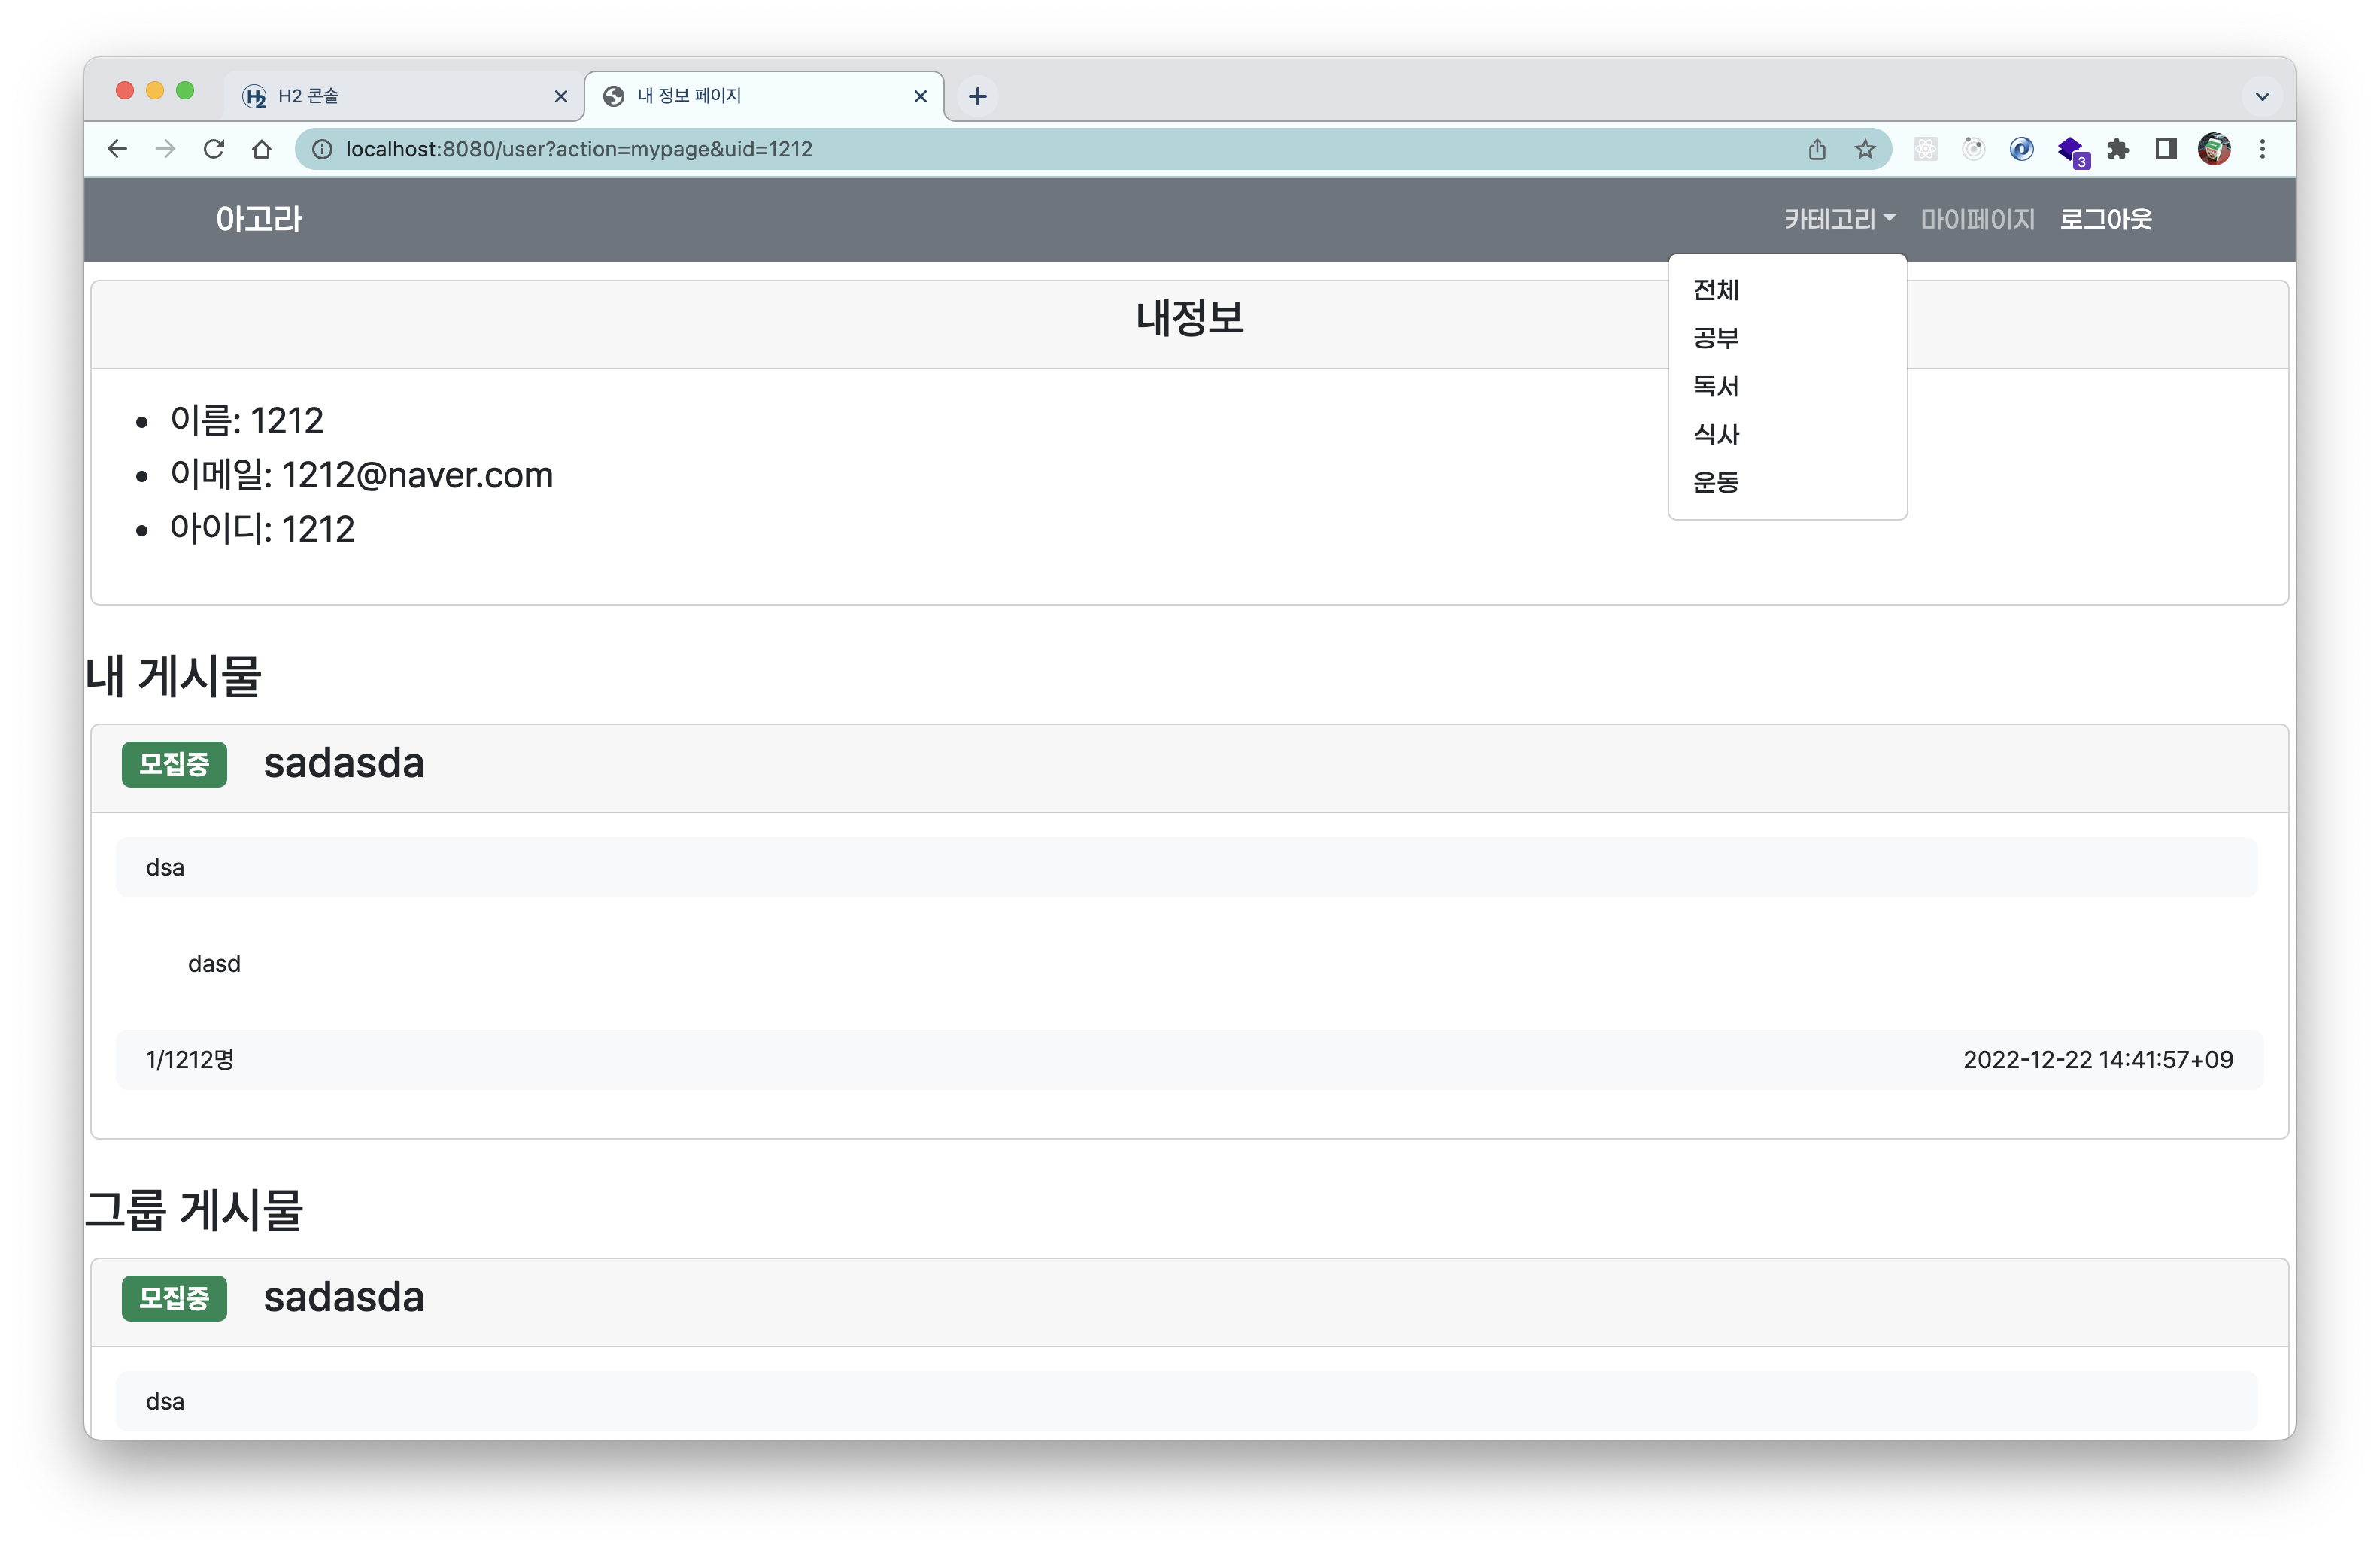 H2 콘솔
내 정보 페이지
localhost:8080/user?action=mypage&uid=1212
3
아고라
카테고리
마이페이지
로그아웃
전체
공부
독서
식사
운동
내정보
이름: 1212
이메일: 1212@naver.com
아이디: 1212
내 게시물
모집중 sadasda
dsa
dasd
1/1212명 2022-12-22 14:41:57+09
그룹 게시물
모집중 sadasda
dsa